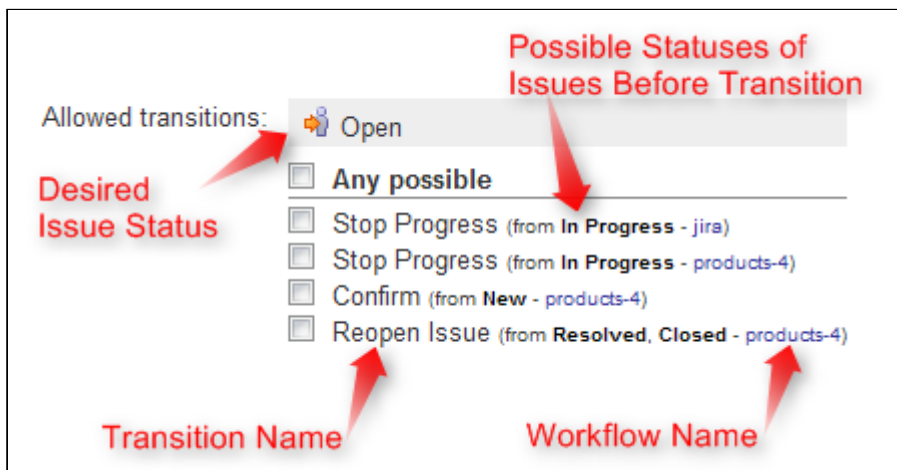 Possible Statuses of
Issues Before Transition
Allowed transitions:
Open
Desired
Issue Status
Any possible
Stop Progress (from In Progress - jira)
Stop Progress (from In Progress - products-4)
Confirm (from New - products-4)
Reopen Issue (from Resolved, Closed - products-4)
Transition Name
Workflow Name